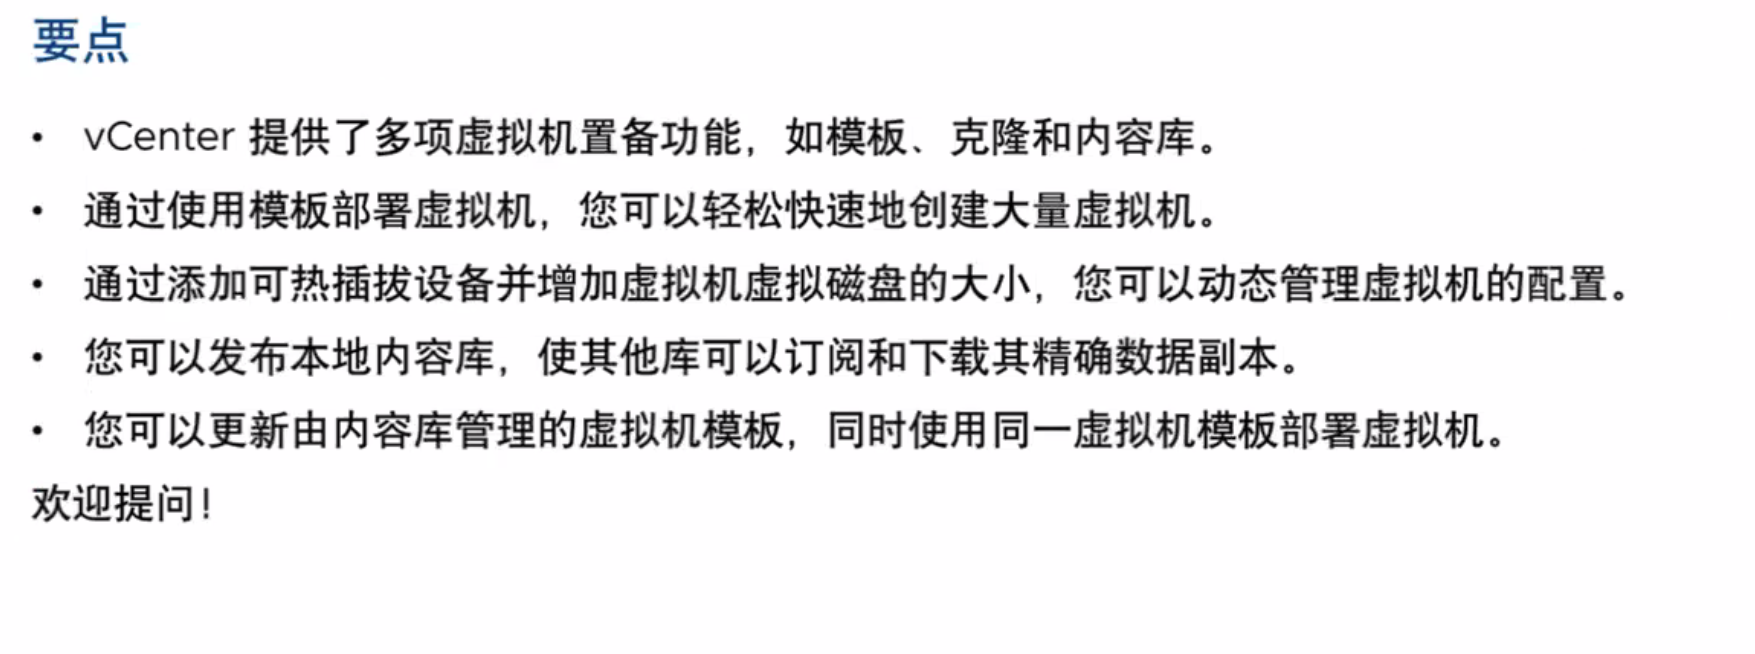 要点
• vCenter 提供了多项虚拟机置备功能，如模板、克隆和内容库。
• 通过使用模板部署虚拟机，您可以轻松快速地创建大量虚拟机。
• 通过添加可热插拔设备并增加虚拟机虚拟磁盘的大小，您可以动态管理虚拟机的配置。
• 您可以发布本地内容库，使其他库可以订阅和下载其精确数据副本。
• 您可以更新由内容库管理的虚拟机模板，同时使用同一虚拟机模板部署虚拟机。
欢迎提问！